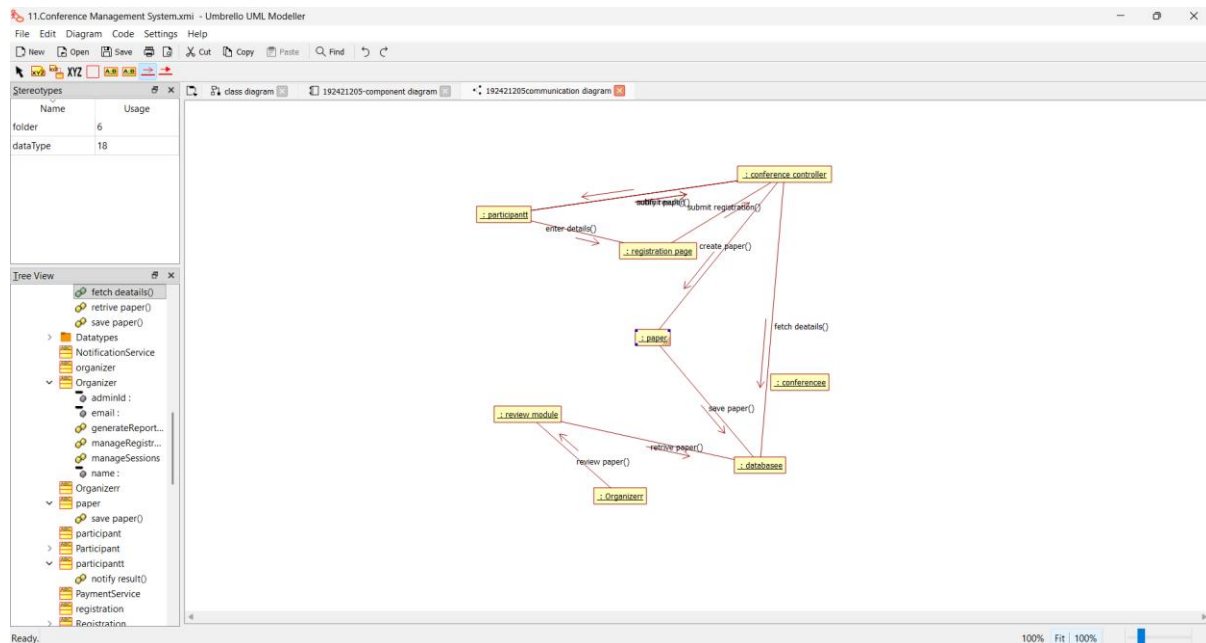 11.Conference Management System.xmi - Umbrello UML Modeller
File Edit Diagram Code Settings Help
New Open Save Cut Copy Paste Find
XYZ XYZ A.B A.B
Stereotypes
Name Usage
folder 6
dataType 18
Tree View
fetch deatails()
retrive paper()
save paper()
Datatypes
NotificationService
organizer
Organizer
adminId :
email :
generateReport...
manageRegistr...
manageSessions
name :
Organizerr
paper
save paper()
participant
Participant
participantt
notify result()
PaymentService
registration
Registration
class diagram
192421205-component diagram
192421205communication diagram
: conference controller
: participantt
submit registration()
enter details()
: registration page
create paper()
fetch deatails()
: paper
: conferencee
save paper()
: review module
retrive paper()
review paper()
: databasee
: Organizerr
Ready.
100% Fit 100%